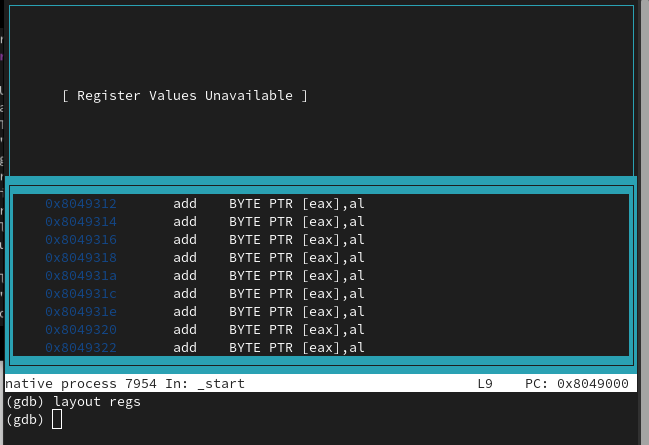 [ Register Values Unavailable ]
0x8049312 add BYTE PTR [eax],al
0x8049314 add BYTE PTR [eax],al
0x8049316 add BYTE PTR [eax],al
0x8049318 add BYTE PTR [eax],al
0x804931a add BYTE PTR [eax],al
0x804931c add BYTE PTR [eax],al
0x804931e add BYTE PTR [eax],al
0x8049320 add BYTE PTR [eax],al
0x8049322 add BYTE PTR [eax],al
native process 7954 In: _start L9 PC: 0x8049000
(gdb) layout regs
(gdb)